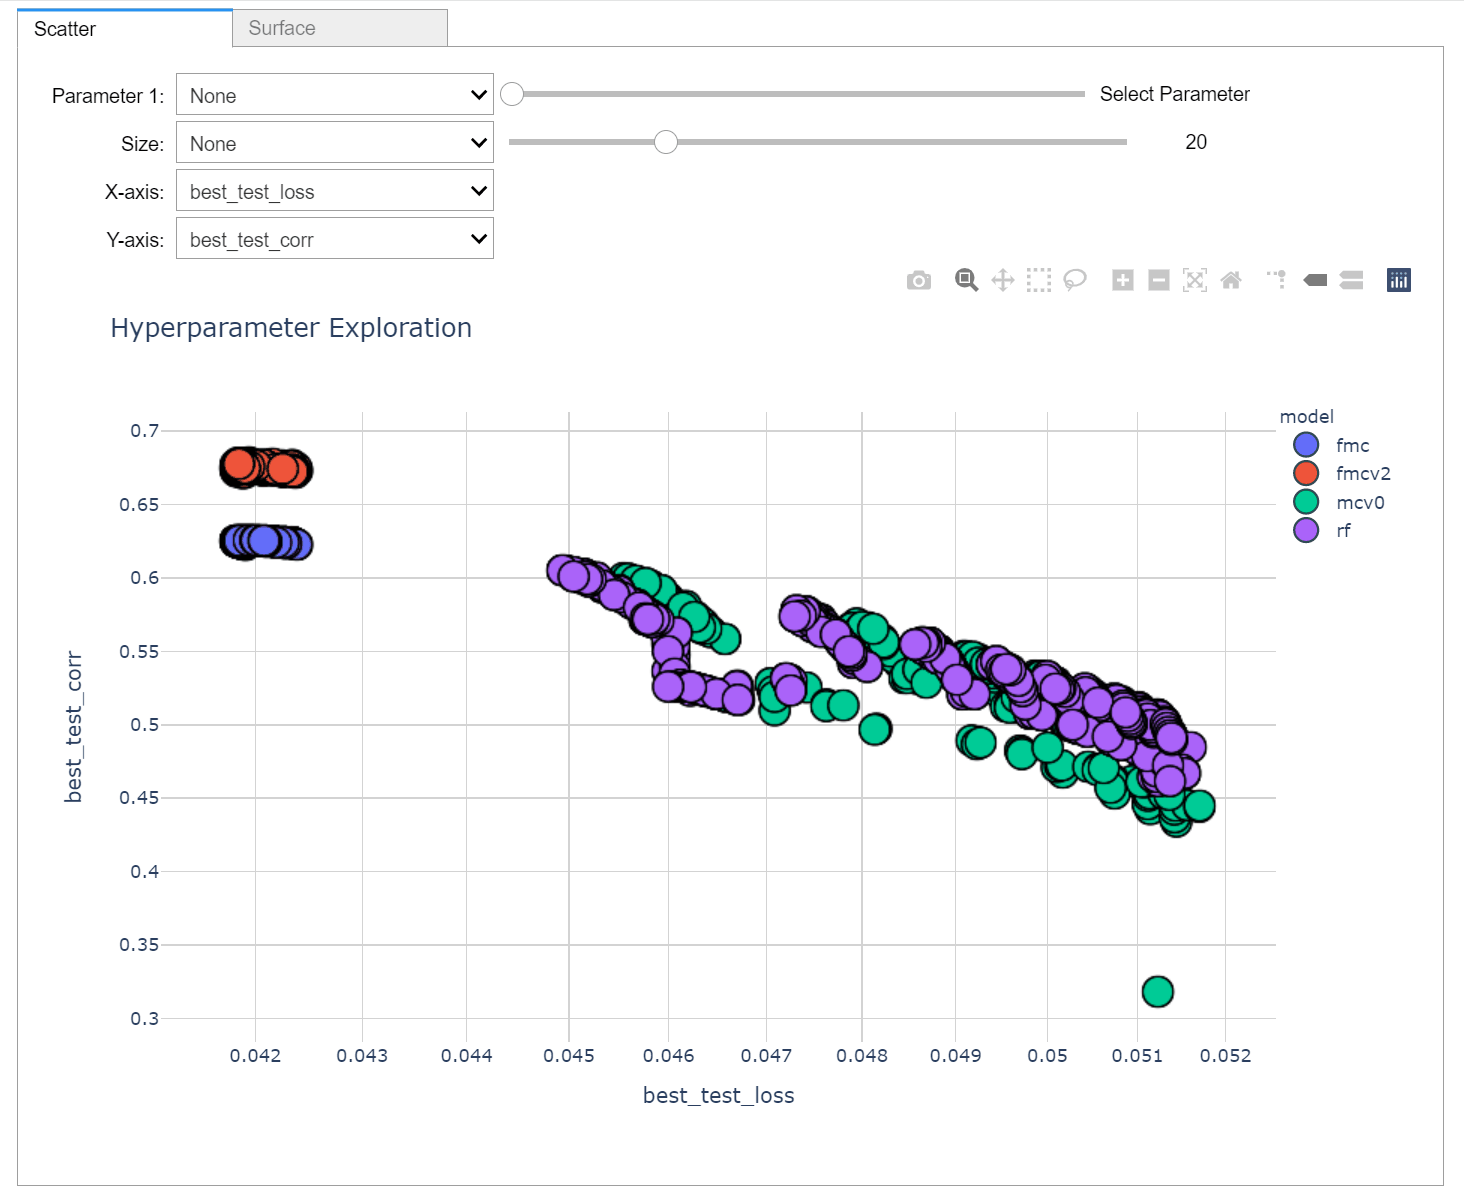 Scatter
Surface
Parameter 1: None Select Parameter
Size: None 20
X-axis: best_test_loss
Y-axis: best_test_corr
Hyperparameter Exploration
model
fmc
fmcv2
mcv0
rf
best_test_corr
0.7
0.65
0.6
0.55
0.5
0.45
0.4
0.35
0.3
0.042 0.043 0.044 0.045 0.046 0.047 0.048 0.049 0.05 0.051 0.052
best_test_loss